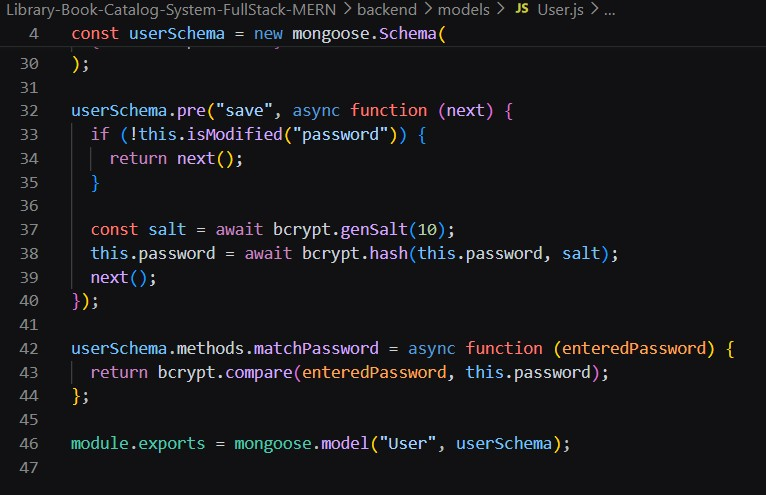 Library-Book-Catalog-System-FullStack-MERN > backend > models > JS User.js > ...
4 const userSchema = new mongoose.Schema(
30 );
31
32 userSchema.pre("save", async function (next) {
33 if (!this.isModified("password")) {
34 return next();
35 }
36
37 const salt = await bcrypt.genSalt(10);
38 this.password = await bcrypt.hash(this.password, salt);
39 next();
40 });
41
42 userSchema.methods.matchPassword = async function (enteredPassword) {
43 return bcrypt.compare(enteredPassword, this.password);
44 };
45
46 module.exports = mongoose.model("User", userSchema);
47